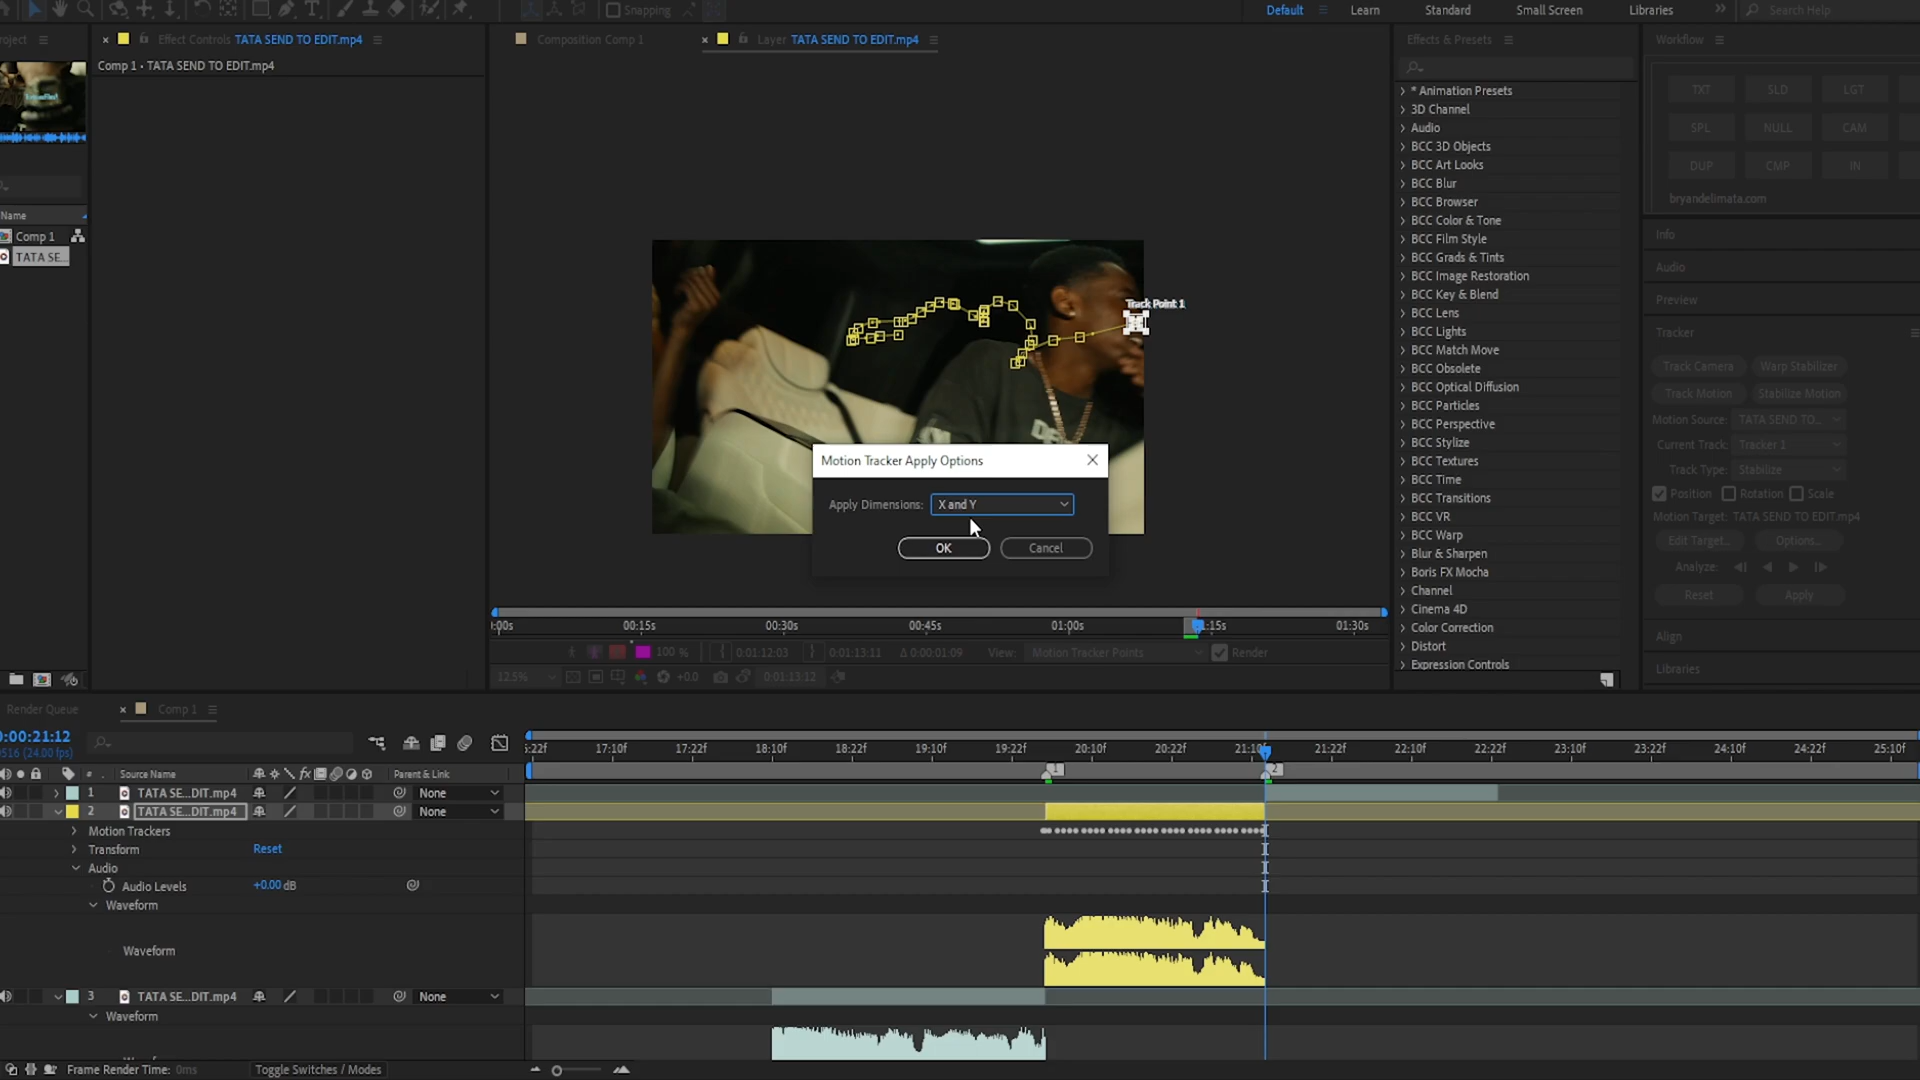 Snapping
Default
Learn
Standard
Small Screen
Libraries
Search Help
roject
Effect Controls TATA SEND TO EDIT.mp4
Composition Comp 1
Layer TATA SEND TO EDIT.mp4
Effects & Presets
Workflow
Comp 1 • TATA SEND TO EDIT.mp4
* Animation Presets
3D Channel
Audio
BCC 3D Objects
BCC Art Looks
BCC Blur
BCC Browser
BCC Color & Tone
BCC Film Style
BCC Grads & Tints
BCC Image Restoration
BCC Key & Blend
BCC Lens
BCC Lights
BCC Match Move
BCC Obsolete
BCC Optical Diffusion
BCC Particles
BCC Perspective
BCC Stylize
BCC Textures
BCC Time
BCC Transitions
BCC VR
BCC Warp
Blur & Sharpen
Boris FX Mocha
Channel
Cinema 4D
Color Correction
Distort
Expression Controls
TXT SLD LGT
SPL NULL CAM
DUP CMP IN
bryandelimata.com
Info
Audio
Preview
Tracker
Track Camera Warp Stabilizer
Track Motion Stabilize Motion
Motion Source: TATA SEND TO...
Current Track: Tracker 1
Track Type: Stabilize
Position Rotation Scale
Motion Target: TATA SEND TO EDIT.mp4
Edit Target... Options...
Analyze:
Reset Apply
Align
Libraries
Name
Comp 1
TATA SE...
Track Point 1
Motion Tracker Apply Options
Apply Dimensions: X and Y
OK Cancel
:00s 00:15s 00:30s 00:45s 01:00s :15s 01:30s
100 % 0:01:12:03 0:01:13:11 Δ 0:00:01:09 View: Motion Tracker Points Render
12.5% +0.0 0:01:13:12
Render Queue
Comp 1
0:00:21:12
0516 (24.00 fps)
5:22f 17:10f 17:22f 18:10f 18:22f 19:10f 19:22f 20:10f 20:22f 21:10f 21:22f 22:10f 22:22f 23:10f 23:22f 24:10f 24:22f 25:10f
1 2
# Source Name fx Parent & Link
1 TATA SE...DIT.mp4 None
2 TATA SE...DIT.mp4 None
Motion Trackers
Transform Reset
Audio
Audio Levels +0.00 dB
Waveform
Waveform
3 TATA SE...DIT.mp4 None
Waveform
Frame Render Time: 0ms
Toggle Switches / Modes